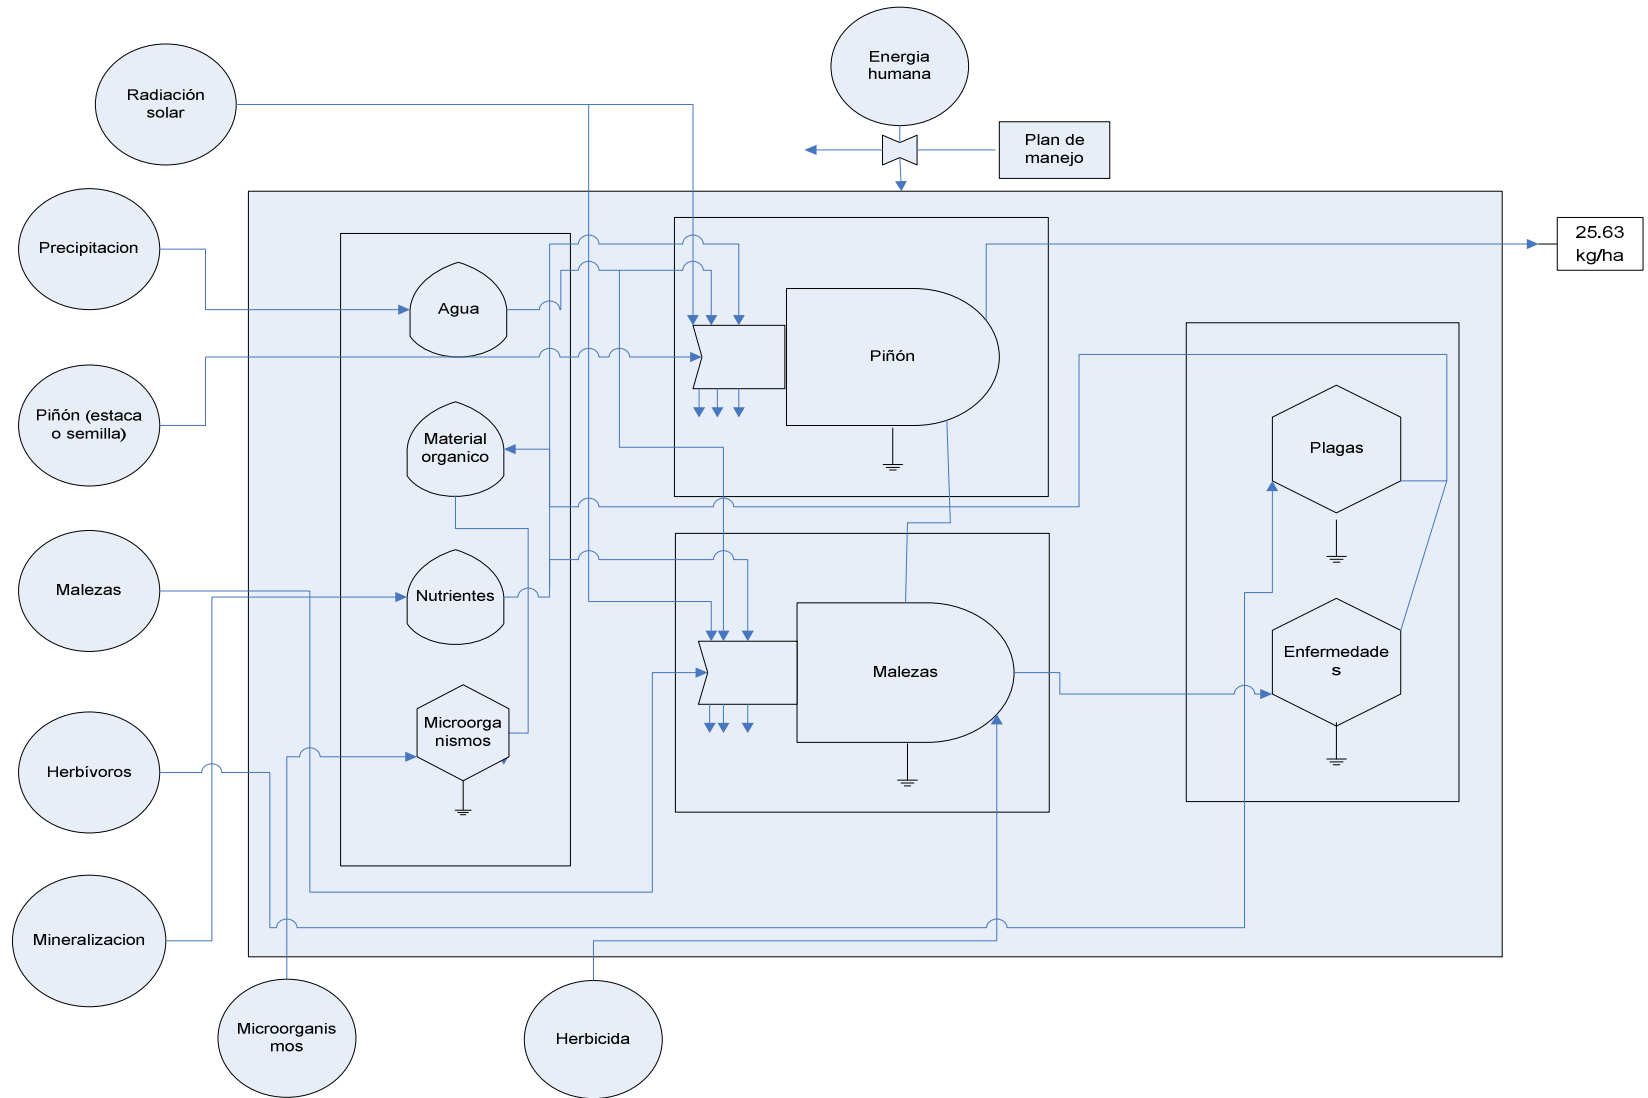 Energia
humana
Radiación
solar
Plan de
manejo
Precipitacion
25.63
kg/ha
Agua
Piñón
Piñón (estaca
o semilla)
Material
organico
Plagas
Malezas
Nutrientes
Enfermedade
s
Malezas
Microorga
nismos
Herbívoros
Mineralizacion
Microorganis
mos
Herbicida